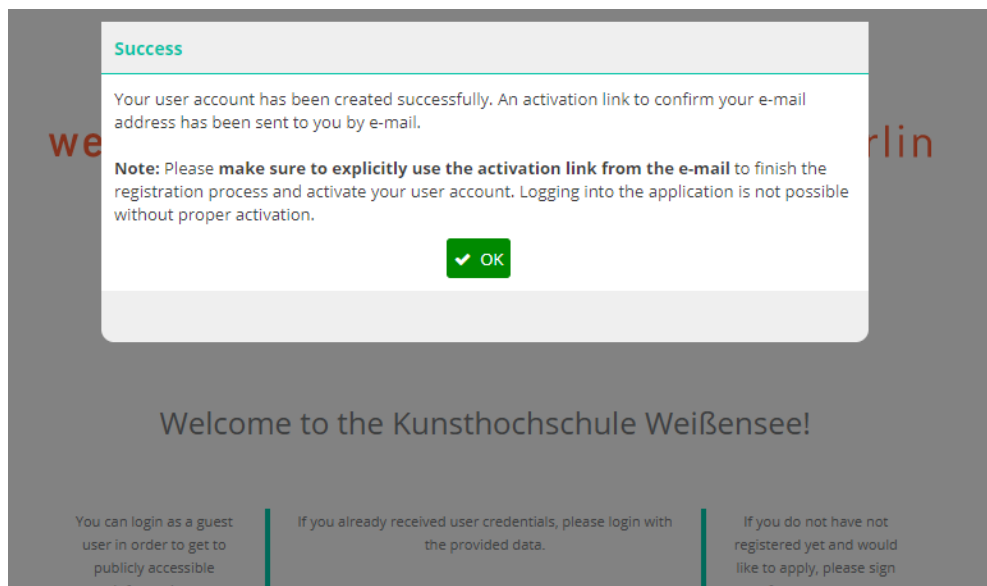 Success
Your user account has been created successfully. An activation link to confirm your e-mail
address has been sent to you by e-mail.
we
rlin
Note: Please make sure to explicitly use the activation link from the e-mail to finish the
registration process and activate your user account. Logging into the application is not possible
without proper activation.
OK
Welcome to the Kunsthochschule Weißensee!
You can login as a guest
user in order to get to
publicly accessible
If you already received user credentials, please login with
the provided data.
If you do not have not
registered yet and would
like to apply, please sign